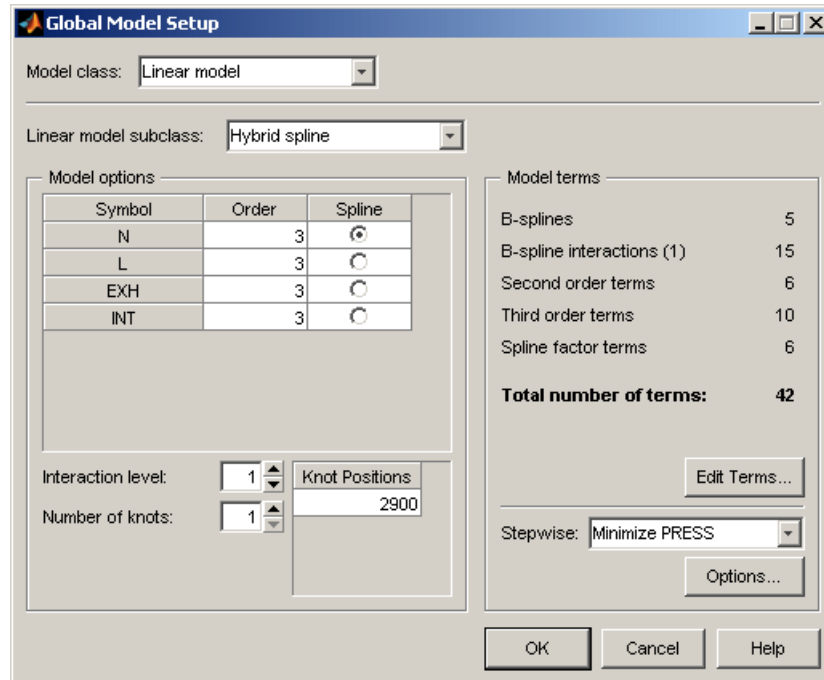 Global Model Setup
Model class: Linear model
Linear model subclass: Hybrid spline
Model options
Symbol Order Spline
N 3
L 3
EXH 3
INT 3
Interaction level: 1
Number of knots: 1
Knot Positions
2900
Model terms
B-splines 5
B-spline interactions (1) 15
Second order terms 6
Third order terms 10
Spline factor terms 6
Total number of terms: 42
Edit Terms...
Stepwise: Minimize PRESS
Options...
OK Cancel Help